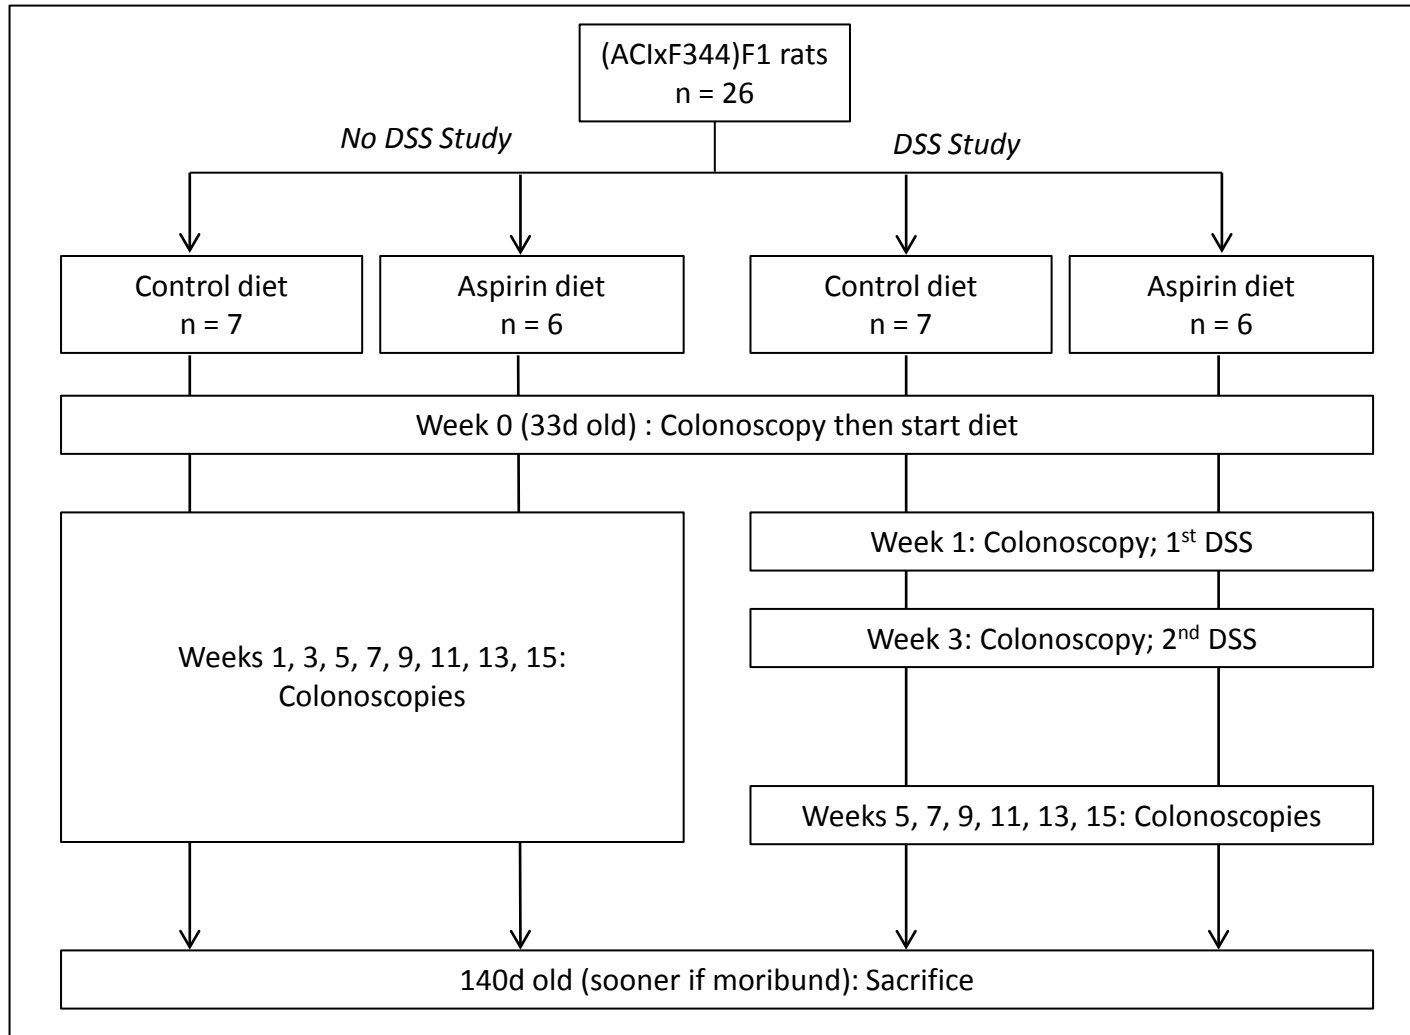 (ACIxF344)F1 rats
n = 26
No DSS Study
DSS Study
Control diet
n = 7
Aspirin diet
n = 6
Control diet
n = 7
Aspirin diet
n = 6
Week 0 (33d old) : Colonoscopy then start diet
Weeks 1, 3, 5, 7, 9, 11, 13, 15:
Colonoscopies
Week 1: Colonoscopy; 1st DSS
Week 3: Colonoscopy; 2nd DSS
Weeks 5, 7, 9, 11, 13, 15: Colonoscopies
140d old (sooner if moribund): Sacrifice